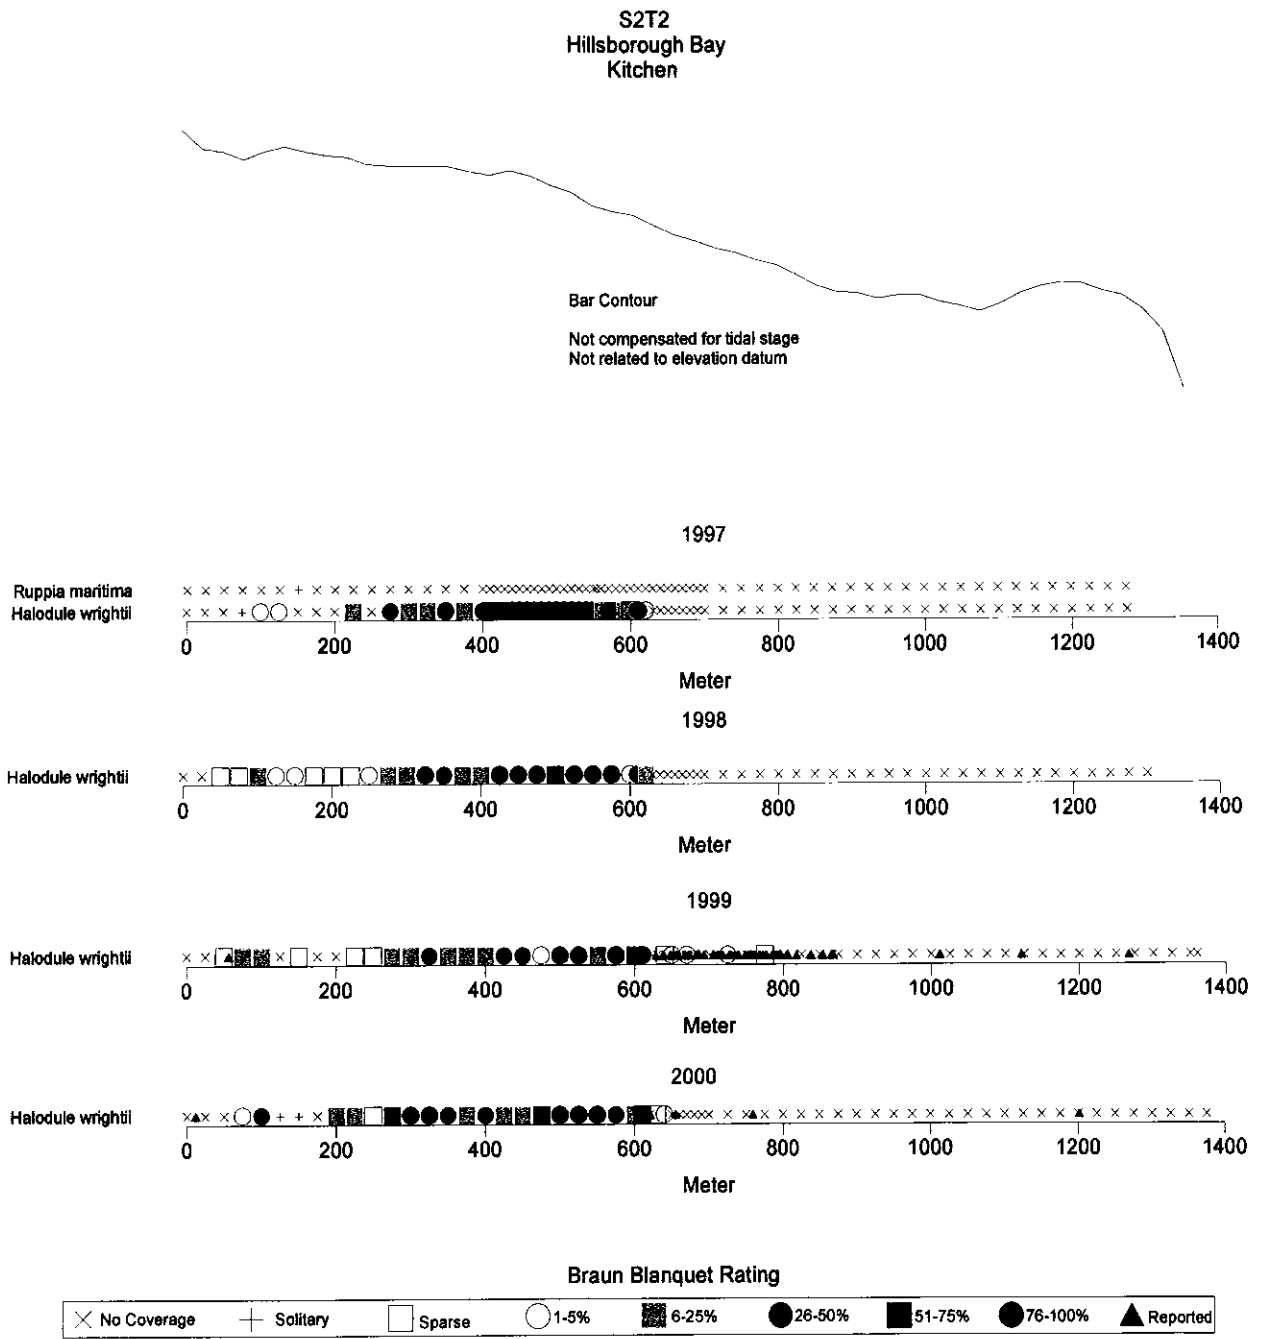 S2T2
Hillsborough Bay
Kitchen
Bar Contour
Not compensated for tidal stage
Not related to elevation datum
1997
Ruppia maritima
Halodule wrightii
0 200 400 600 800 1000 1200 1400
Meter
1998
Halodule wrightii
0 200 400 600 800 1000 1200 1400
Meter
1999
Halodule wrightii
0 200 400 600 800 1000 1200 1400
Meter
2000
Halodule wrightii
0 200 400 600 800 1000 1200 1400
Meter
Braun Blanquet Rating
No Coverage Solitary Sparse 1-5% 6-25% 26-50% 51-75% 76-100% Reported